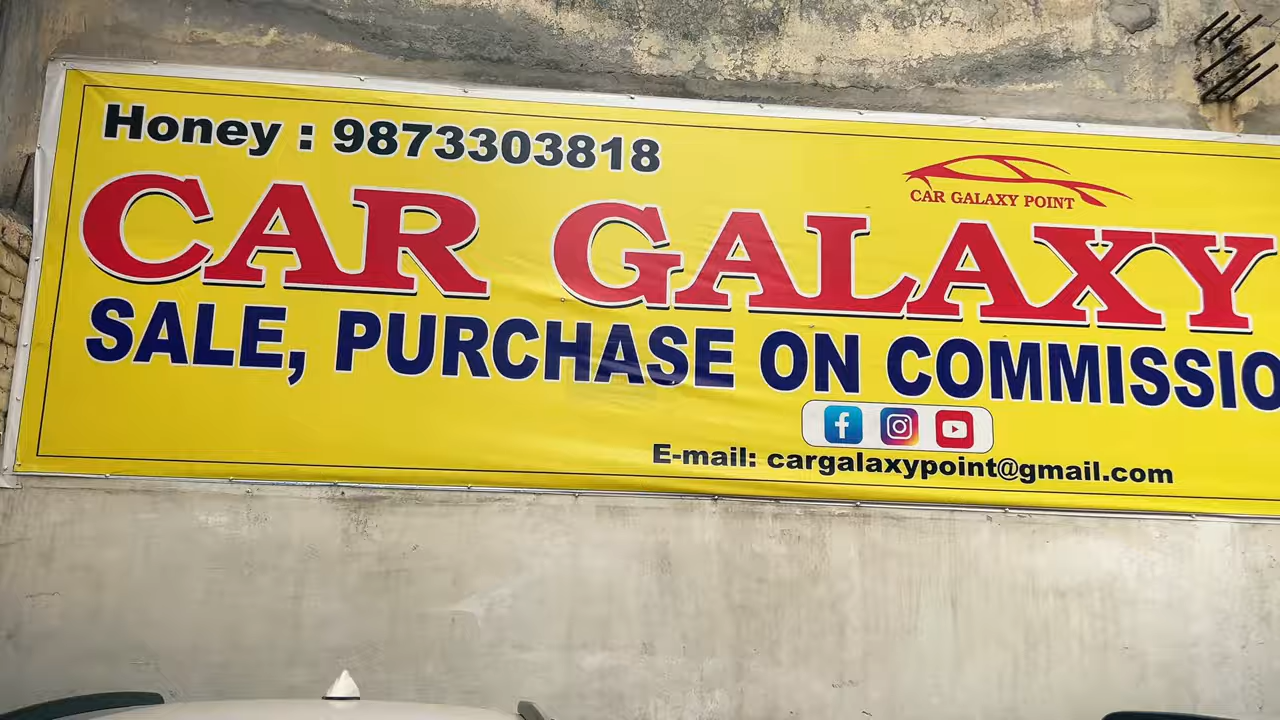 Honey : 9873303818
CAR GALAXY POINT
CAR GALAXY
SALE, PURCHASE ON COMMISSIO
E-mail: cargalaxypoint@gmail.com